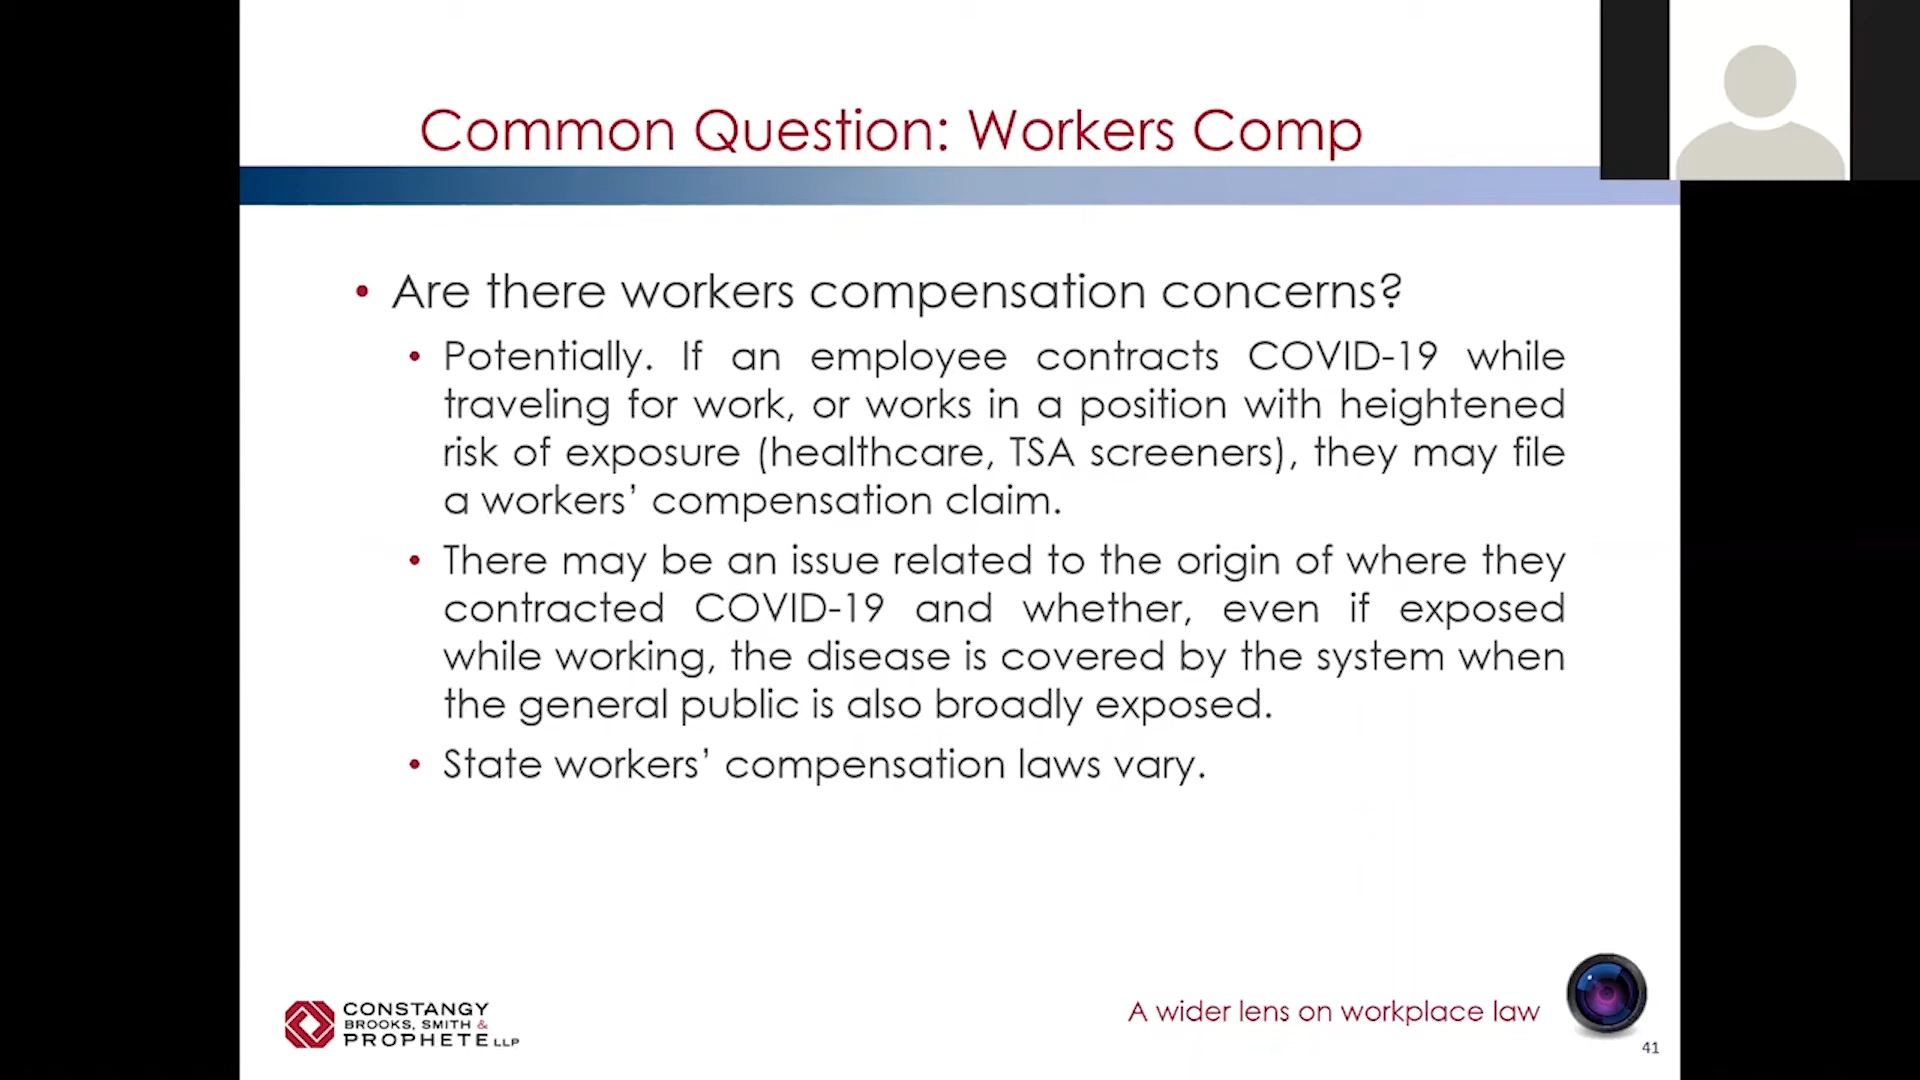 Common Question: Workers Comp
• Are there workers compensation concerns?
• Potentially. If an employee contracts COVID-19 while
traveling for work, or works in a position with heightened
risk of exposure (healthcare, TSA screeners), they may file
a workers’ compensation claim.
• There may be an issue related to the origin of where they
contracted COVID-19 and whether, even if exposed
while working, the disease is covered by the system when
the general public is also broadly exposed.
• State workers’ compensation laws vary.
CONSTANGY
BROOKS, SMITH &
PROPHETE LLP
A wider lens on workplace law
41